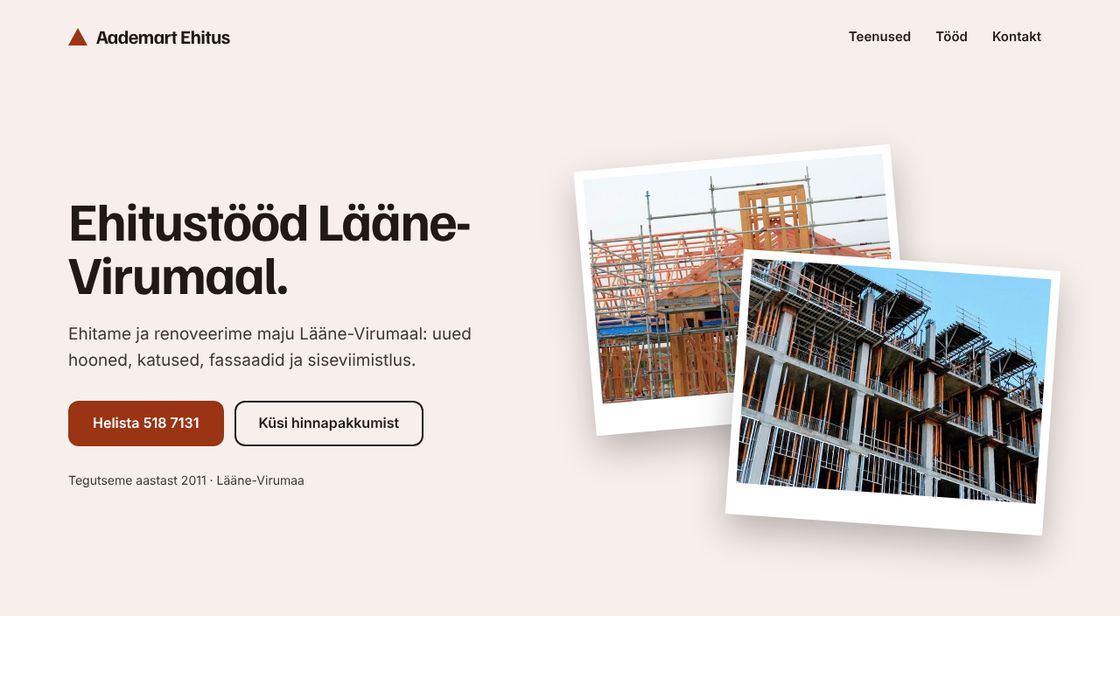 Aademart Ehitus
Teenused
Tööd
Kontakt
Ehitustööd Lääne-
Virumaal.
Ehitame ja renoveerime maju Lääne-Virumaal: uued
hooned, katused, fassaadid ja siseviimistlus.
Helista 518 7131
Küsi hinnapakkumist
Tegutseme aastast 2011 · Lääne-Virumaa